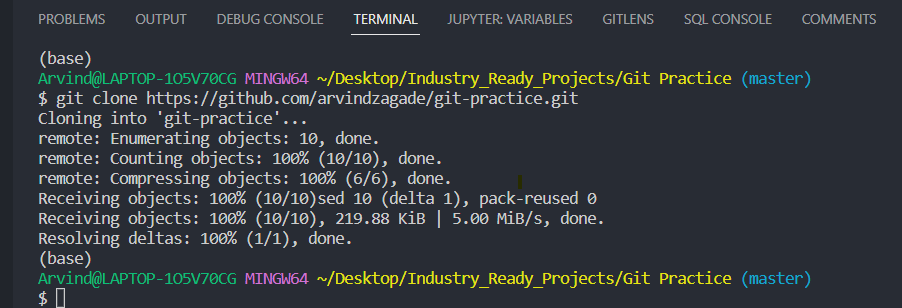 PROBLEMS OUTPUT DEBUG CONSOLE TERMINAL JUPYTER: VARIABLES GITLENS SQL CONSOLE COMMENTS
(base)
Arvind@LAPTOP-1O5V70CG MINGW64 ~/Desktop/Industry_Ready_Projects/Git Practice (master)
$ git clone https://github.com/arvindzagade/git-practice.git
Cloning into 'git-practice'...
remote: Enumerating objects: 10, done.
remote: Counting objects: 100% (10/10), done.
remote: Compressing objects: 100% (6/6), done.
Receiving objects: 100% (10/10)sed 10 (delta 1), pack-reused 0
Receiving objects: 100% (10/10), 219.88 KiB | 5.00 MiB/s, done.
Resolving deltas: 100% (1/1), done.
(base)
Arvind@LAPTOP-1O5V70CG MINGW64 ~/Desktop/Industry_Ready_Projects/Git Practice (master)
$